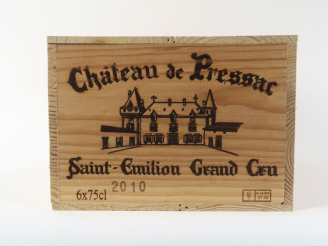 Château de Pressac
Saint-Emilion Grand Cru
2010
6x75cl